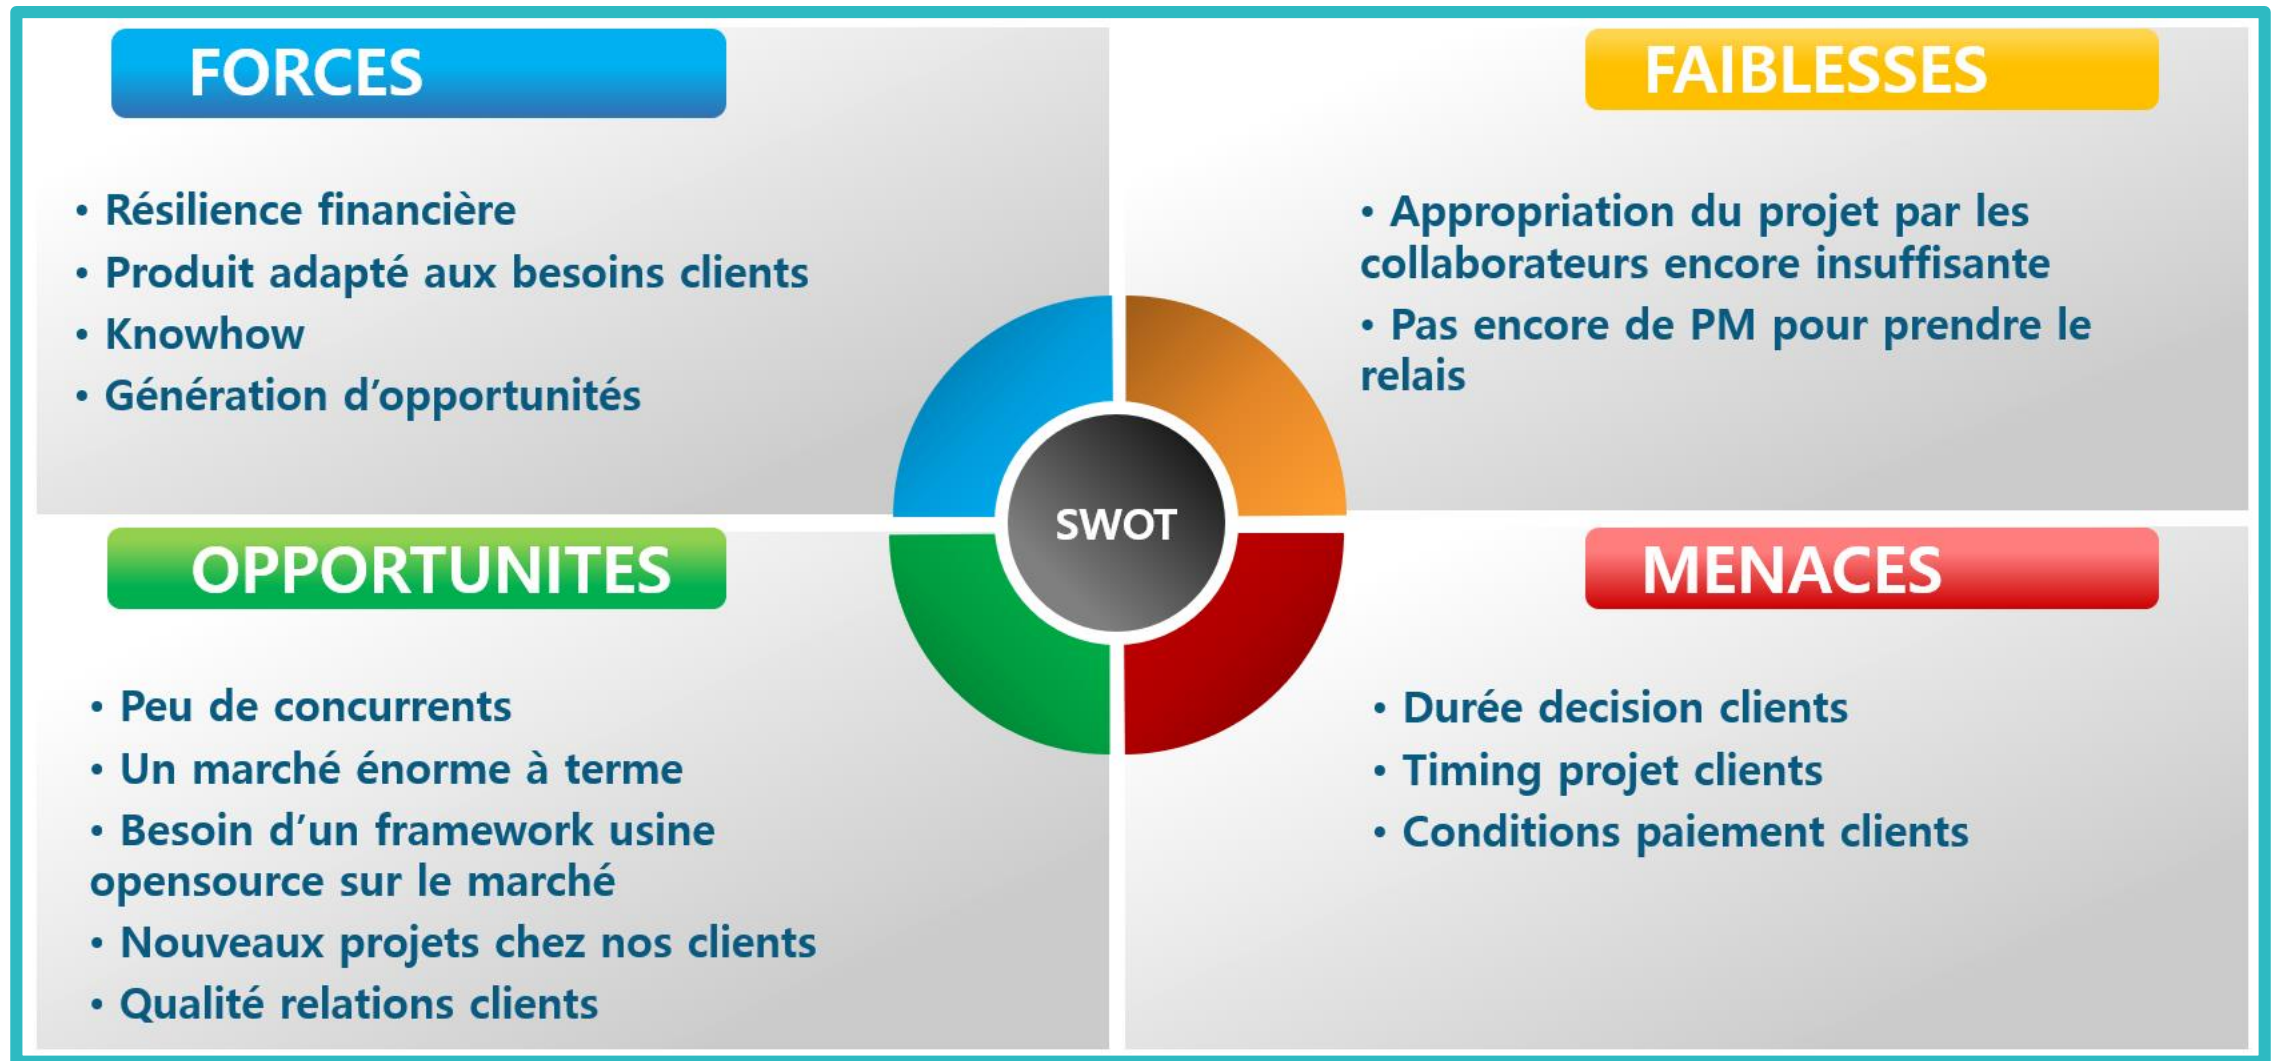 FORCES
• Résilience financière
• Produit adapté aux besoins clients
• Knowhow
• Génération d’opportunités
FAIBLESSES
• Appropriation du projet par les
collaborateurs encore insuffisante
• Pas encore de PM pour prendre le
relais
SWOT
OPPORTUNITES
• Peu de concurrents
• Un marché énorme à terme
• Besoin d’un framework usine
opensource sur le marché
• Nouveaux projets chez nos clients
• Qualité relations clients
MENACES
• Durée decision clients
• Timing projet clients
• Conditions paiement clients